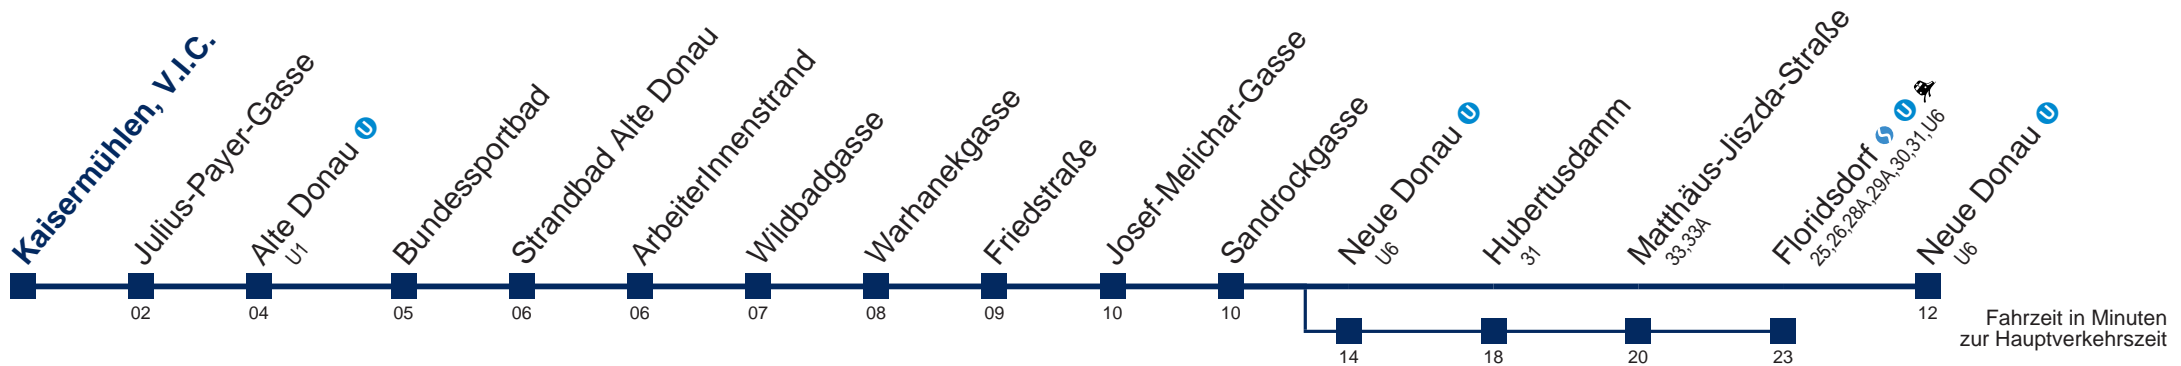 Kaisermühlen, V.I.C.
Julius-Payer-Gasse
Alte Donau U
U1
Bundessportbad
Strandbad Alte Donau
ArbeiterInnenstrand
Wildbadgasse
Warhanekgasse
Friedstraße
Josef-Melichar-Gasse
Sandrockgasse
Neue Donau U
U6
Hubertusdamm
31
Matthäus-Jiszda-Straße
33,33A
Floridsdorf S U
25,26,28A,29A,30,31,U6
Neue Donau U
U6
02 04 05 06 06 07 08 09 10 10 12
14 18 20 23
Fahrzeit in Minuten
zur Hauptverkehrszeit